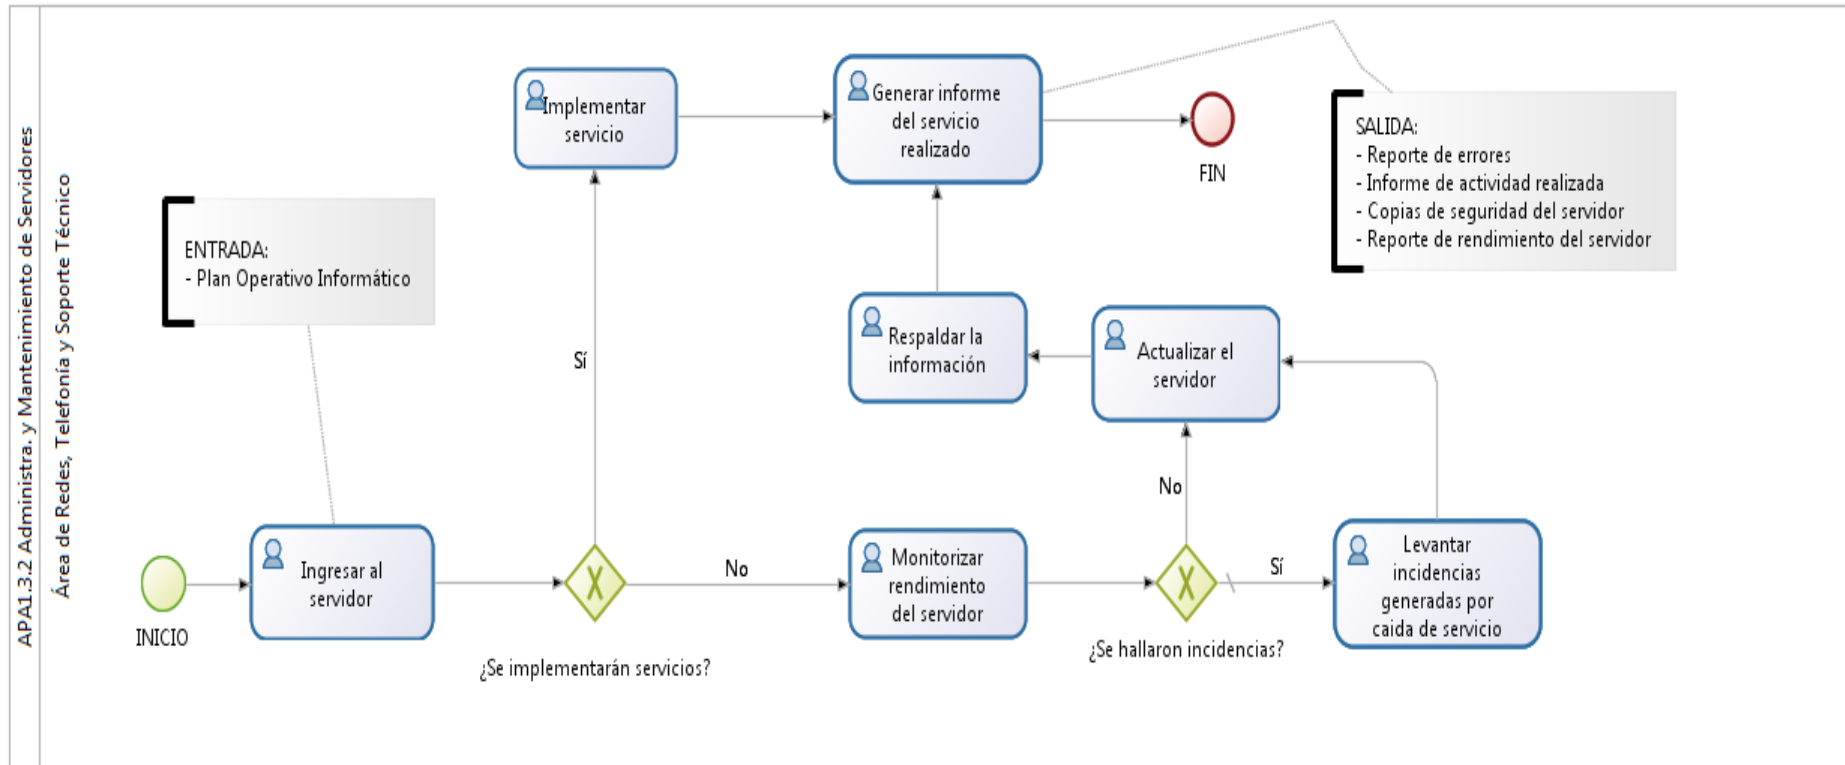 APA1.3.2 Administra. y Mantenimiento de Servidores
Área de Redes, Telefonía y Soporte Técnico
Implementar
servicio
Generar informe
del servicio
realizado
FIN
SALIDA:
- Reporte de errores
- Informe de actividad realizada
- Copias de seguridad del servidor
- Reporte de rendimiento del servidor
ENTRADA:
- Plan Operativo Informático
Sí
Respaldar la
información
Actualizar el
servidor
No
INICIO
Ingresar al
servidor
¿Se implementarán servicios?
No
Monitorizar
rendimiento
del servidor
¿Se hallaron incidencias?
Sí
Levantar
incidencias
generadas por
caida de servicio